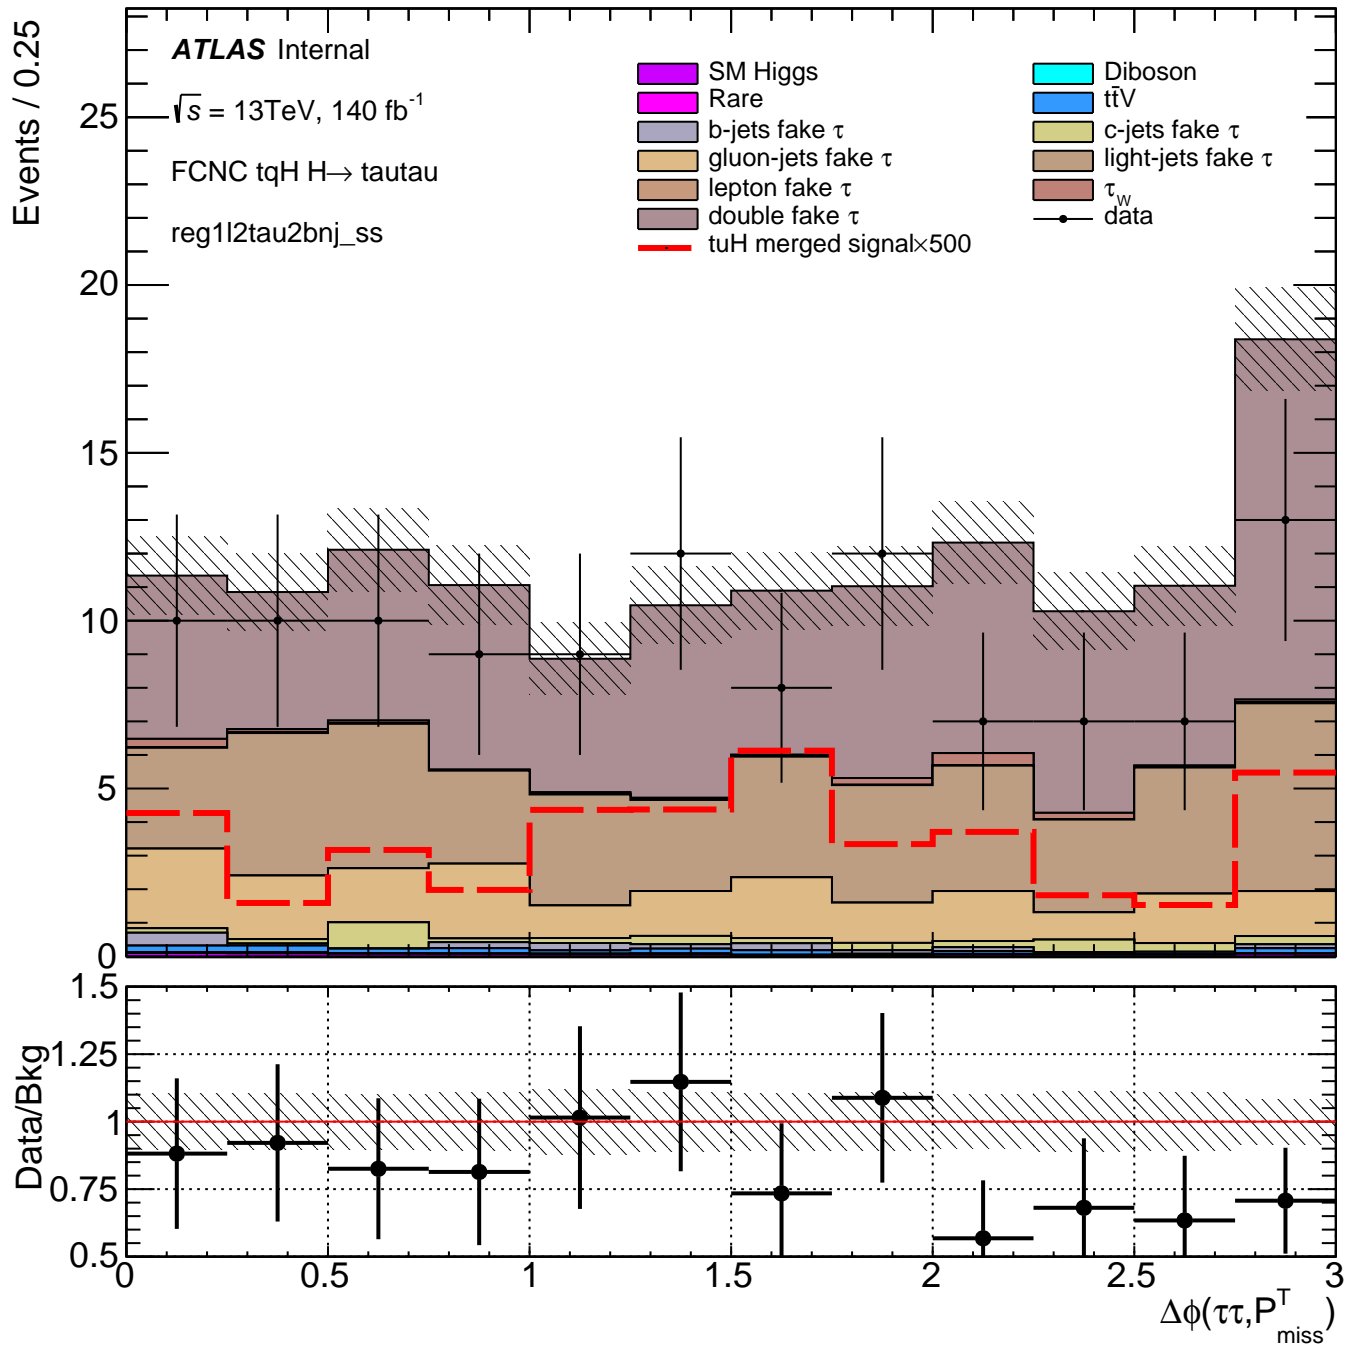 Events / 0.25
ATLAS Internal
√s = 13TeV, 140 fb⁻¹
FCNC tqH H→ tautau
reg1l2tau2bnj_ss
SM Higgs
Rare
b-jets fake τ
gluon-jets fake τ
lepton fake τ
double fake τ
tuH merged signal×500
Diboson
tt̄V
c-jets fake τ
light-jets fake τ
τ_W
data
25
20
15
10
5
0
Data/Bkg
1.5
1.25
1
0.75
0.5
0 0.5 1 1.5 2 2.5 3
Δϕ(ττ,P^T_miss)